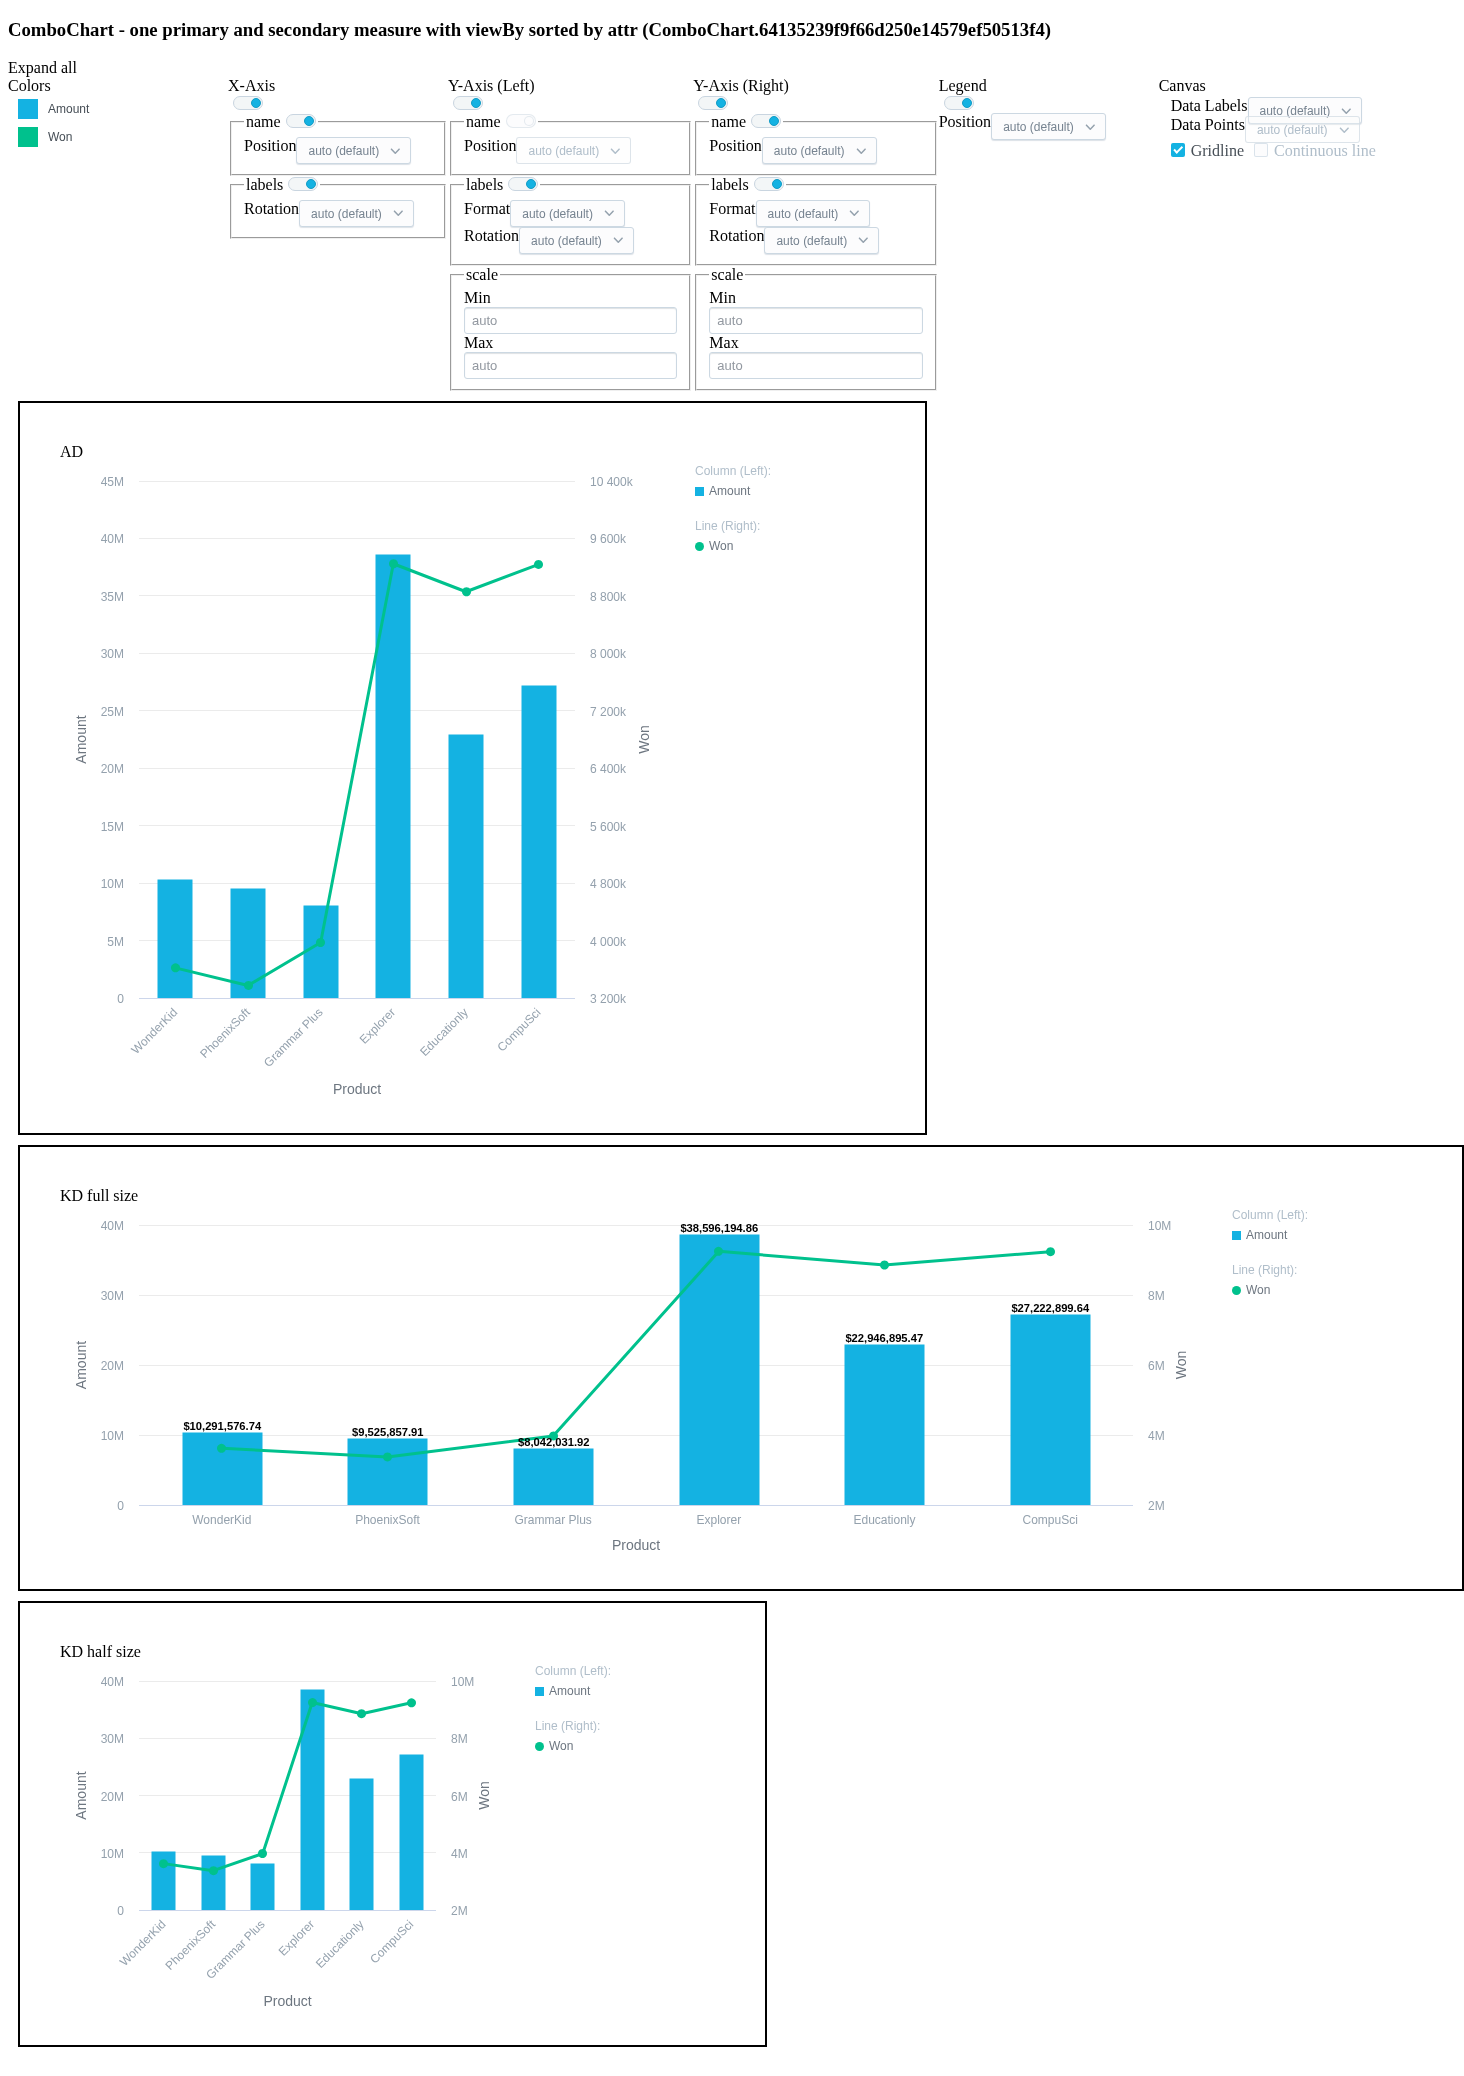 ComboChart - one primary and secondary measure with viewBy sorted by attr (ComboChart.64135239f9f66d250e14579ef50513f4)
Expand all
Colors
Amount
Won
X-Axis
name
Position auto (default)
labels
Rotation auto (default)
Y-Axis (Left)
name
Position auto (default)
labels
Format auto (default)
Rotation auto (default)
scale
Min
auto
Max
auto
Y-Axis (Right)
name
Position auto (default)
labels
Format auto (default)
Rotation auto (default)
scale
Min
auto
Max
auto
Legend
Position auto (default)
Canvas
Data Labels auto (default)
Data Points auto (default)
Gridline Continuous line
AD
45M
40M
35M
30M
25M
20M
15M
10M
5M
0
Amount
10 400k
9 600k
8 800k
8 000k
7 200k
6 400k
5 600k
4 800k
4 000k
3 200k
Won
WonderKid
PhoenixSoft
Grammar Plus
Explorer
Educationly
CompuSci
Product
Column (Left):
Amount
Line (Right):
Won
KD full size
40M
30M
20M
10M
0
Amount
$10,291,576.74
$9,525,857.91
$8,042,031.92
$38,596,194.86
$22,946,895.47
$27,222,899.64
10M
8M
6M
4M
2M
Won
WonderKid
PhoenixSoft
Grammar Plus
Explorer
Educationly
CompuSci
Product
Column (Left):
Amount
Line (Right):
Won
KD half size
40M
30M
20M
10M
0
Amount
10M
8M
6M
4M
2M
Won
WonderKid
PhoenixSoft
Grammar Plus
Explorer
Educationly
CompuSci
Product
Column (Left):
Amount
Line (Right):
Won